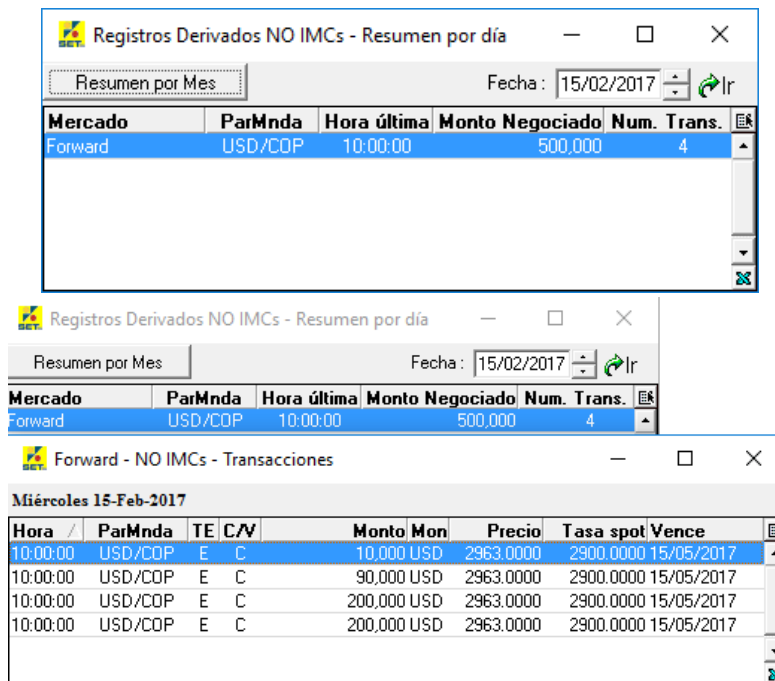 SET Registros Derivados NO IMCs - Resumen por día
Resumen por Mes Fecha : 15/02/2017 Ir
Mercado ParMnda Hora última Monto Negociado Num. Trans.
Forward USD/COP 10:00:00 500,000 4
SET Registros Derivados NO IMCs - Resumen por día
Resumen por Mes Fecha : 15/02/2017 Ir
Mercado ParMnda Hora última Monto Negociado Num. Trans.
Forward USD/COP 10:00:00 500,000 4
SET Forward - NO IMCs - Transacciones
Miércoles 15-Feb-2017
Hora ParMnda TE C/V Monto Mon Precio Tasa spot Vence
10:00:00 USD/COP E C 10,000 USD 2963.0000 2900.0000 15/05/2017
10:00:00 USD/COP E C 90,000 USD 2963.0000 2900.0000 15/05/2017
10:00:00 USD/COP E C 200,000 USD 2963.0000 2900.0000 15/05/2017
10:00:00 USD/COP E C 200,000 USD 2963.0000 2900.0000 15/05/2017